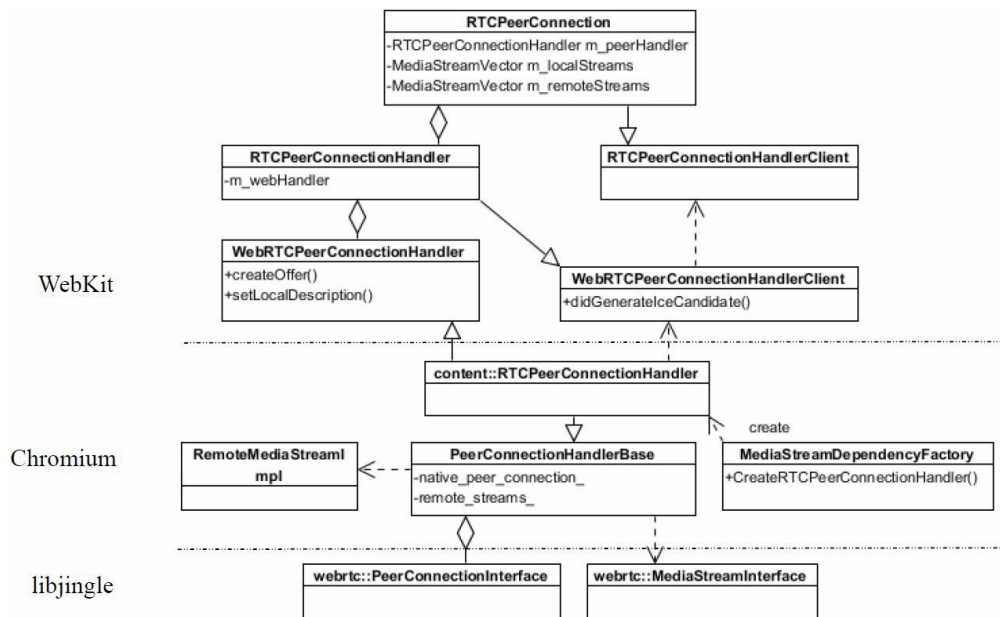 RTCPeerConnection
-RTCPeerConnectionHandler m_peerHandler
-MediaStreamVector m_localStreams
-MediaStreamVector m_remoteStreams
RTCPeerConnectionHandler
-m_webHandler
RTCPeerConnectionHandlerClient
WebKit
WebRTCPeerConnectionHandler
+createOffer()
+setLocalDescription()
WebRTCPeerConnectionHandlerClient
+didGenerateIceCandidate()
content::RTCPeerConnectionHandler
create
Chromium
RemoteMediaStreamI
mpl
PeerConnectionHandlerBase
-native_peer_connection_
-remote_streams_
MediaStreamDependencyFactory
+CreateRTCPeerConnectionHandler()
libjingle
webrtc::PeerConnectionInterface
webrtc::MediaStreamInterface